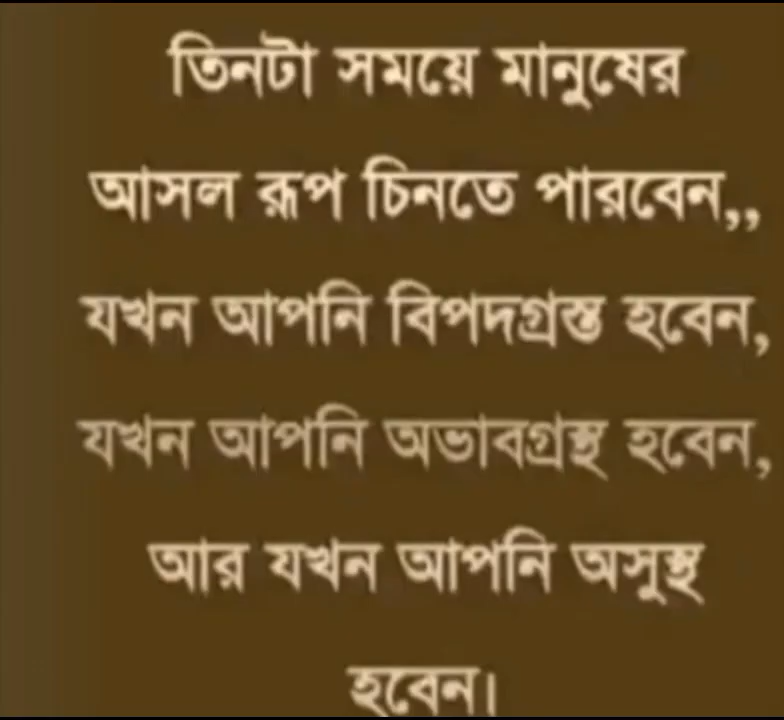 তিনটা সময়ে মানুষের
আসল রূপ চিনতে পারবেন,,
যখন আপনি বিপদগ্রস্ত হবেন,
যখন আপনি অভাবগ্রস্থ হবেন,
আর যখন আপনি অসুস্থ
হবেন।